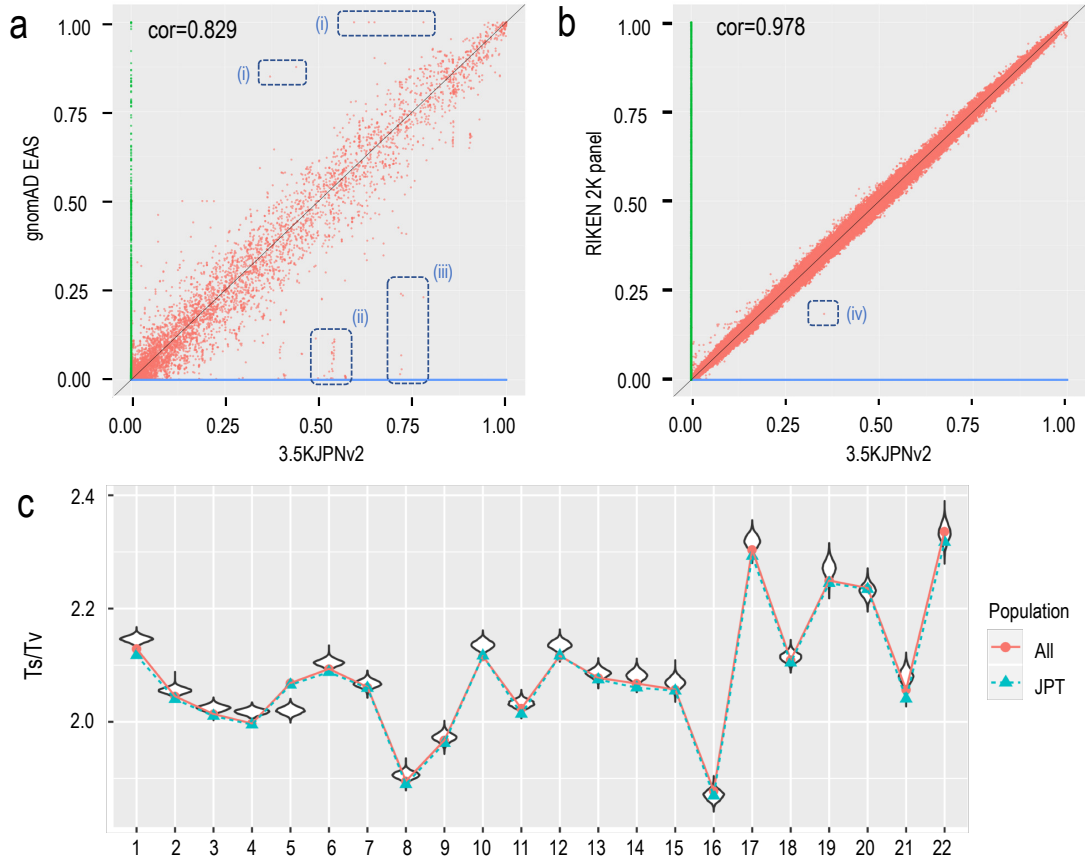 a
cor=0.829
(i)
(i)
(ii)
(iii)
1.00
0.75
0.50
0.25
0.00
gnomAD EAS
0.00 0.25 0.50 0.75 1.00
3.5KJPNv2
b
cor=0.978
(iv)
1.00
0.75
0.50
0.25
0.00
RIKEN 2K panel
0.00 0.25 0.50 0.75 1.00
3.5KJPNv2
c
2.4
2.2
2.0
Ts/Tv
1 2 3 4 5 6 7 8 9 10 11 12 13 14 15 16 17 18 19 20 21 22
Population
All
JPT